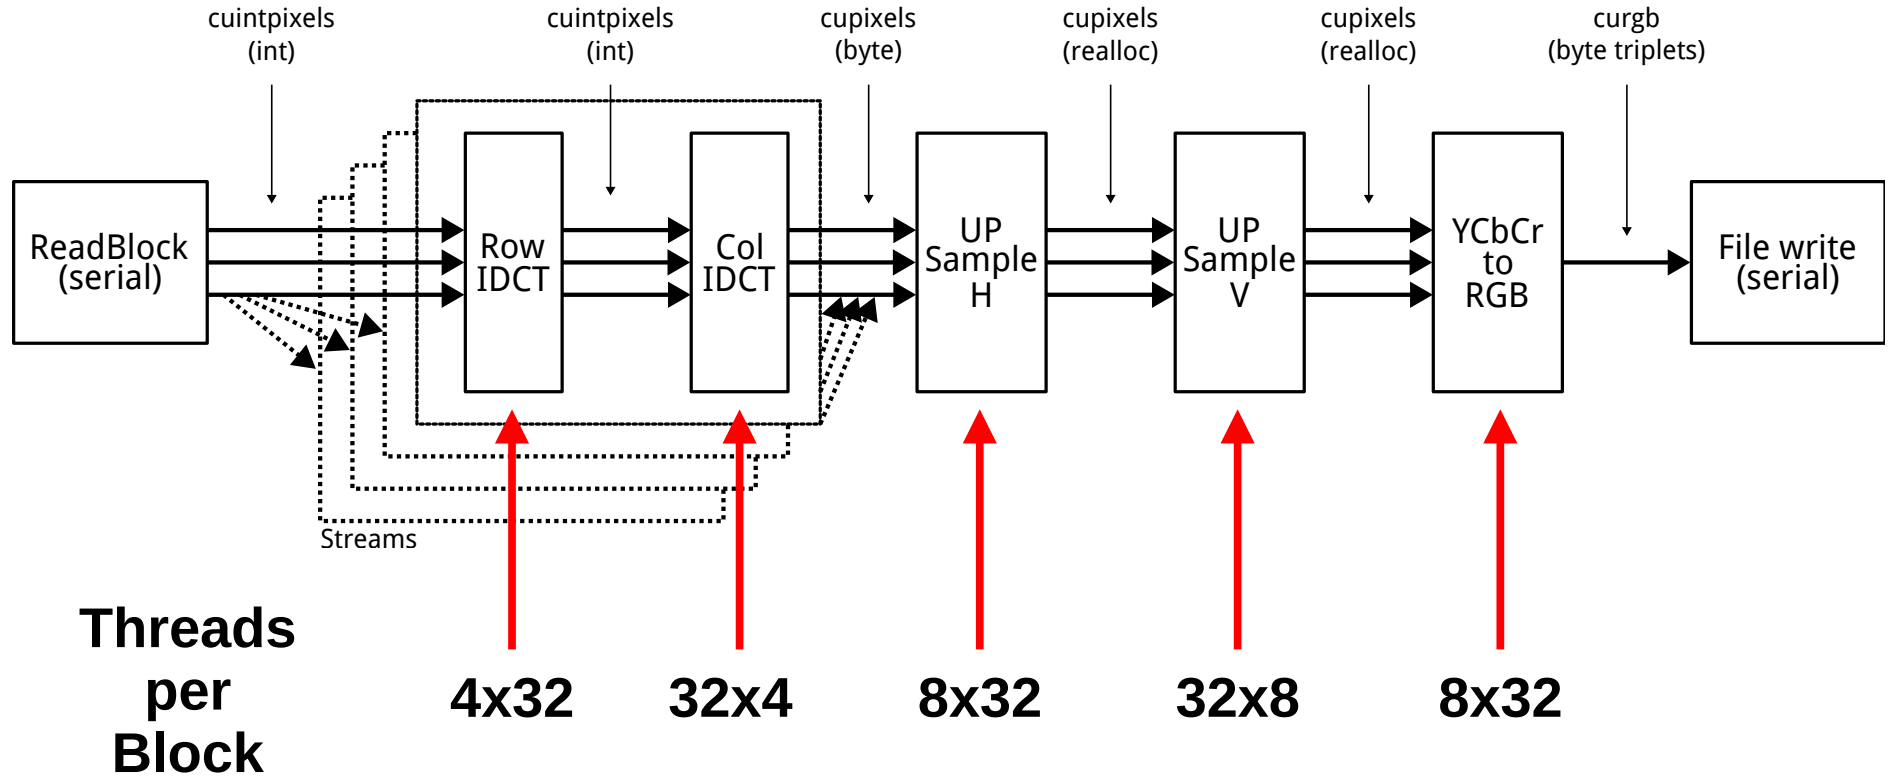 cuintpixels
(int)
cuintpixels
(int)
cupixels
(byte)
cupixels
(realloc)
cupixels
(realloc)
curgb
(byte triplets)
ReadBlock
(serial)
Row
IDCT
Col
IDCT
UP
Sample
H
UP
Sample
V
YCbCr
to
RGB
File write
(serial)
Streams
Threads
per
Block
4x32
32x4
8x32
32x8
8x32